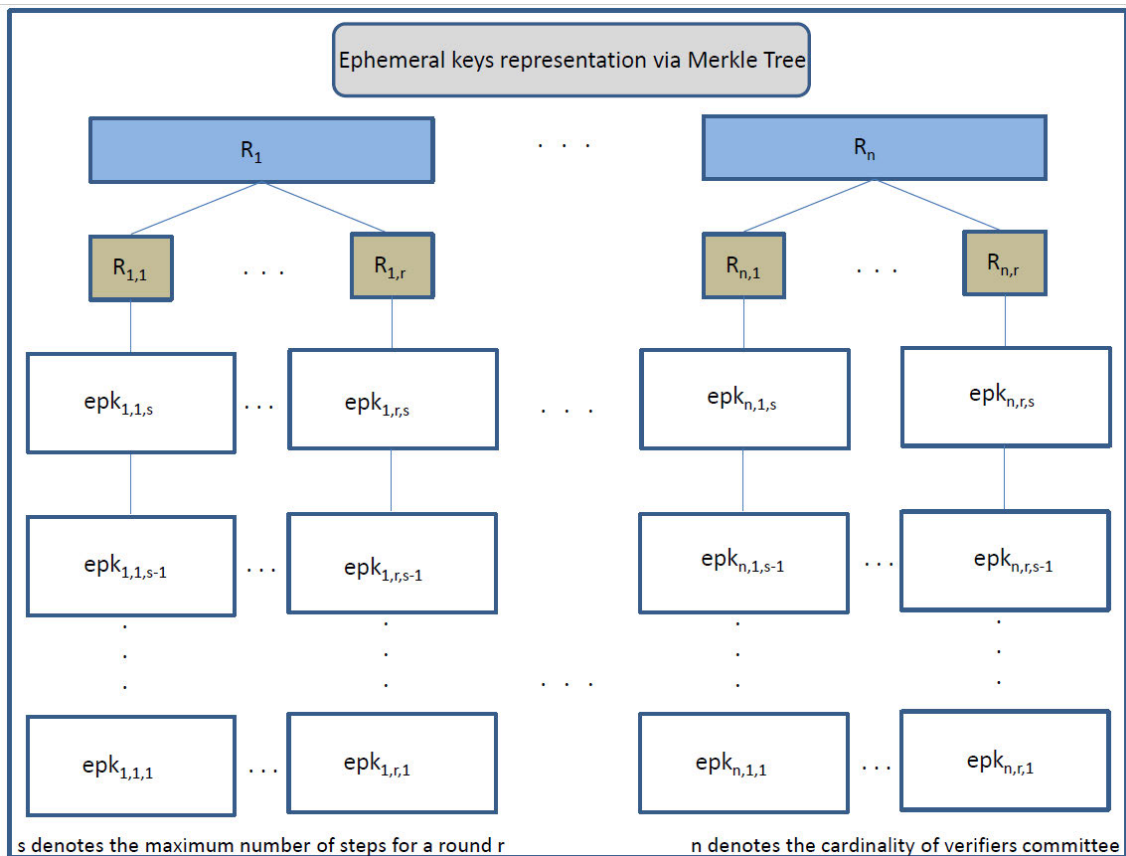 Ephemeral keys representation via Merkle Tree
R₁ . . . Rₙ
R₁,₁ . . . R₁,ᵣ Rₙ,₁ . . . Rₙ,ᵣ
epk₁,₁,ₛ . . . epk₁,ᵣ,ₛ . . . epkₙ,₁,ₛ epkₙ,ᵣ,ₛ
epk₁,₁,ₛ₋₁ . . . epk₁,ᵣ,ₛ₋₁ epkₙ,₁,ₛ₋₁ . . . epkₙ,ᵣ,ₛ₋₁
. . .
epk₁,₁,₁ . . . epk₁,ᵣ,₁ epkₙ,₁,₁ . . . epkₙ,ᵣ,₁
s denotes the maximum number of steps for a round r
n denotes the cardinality of verifiers committee